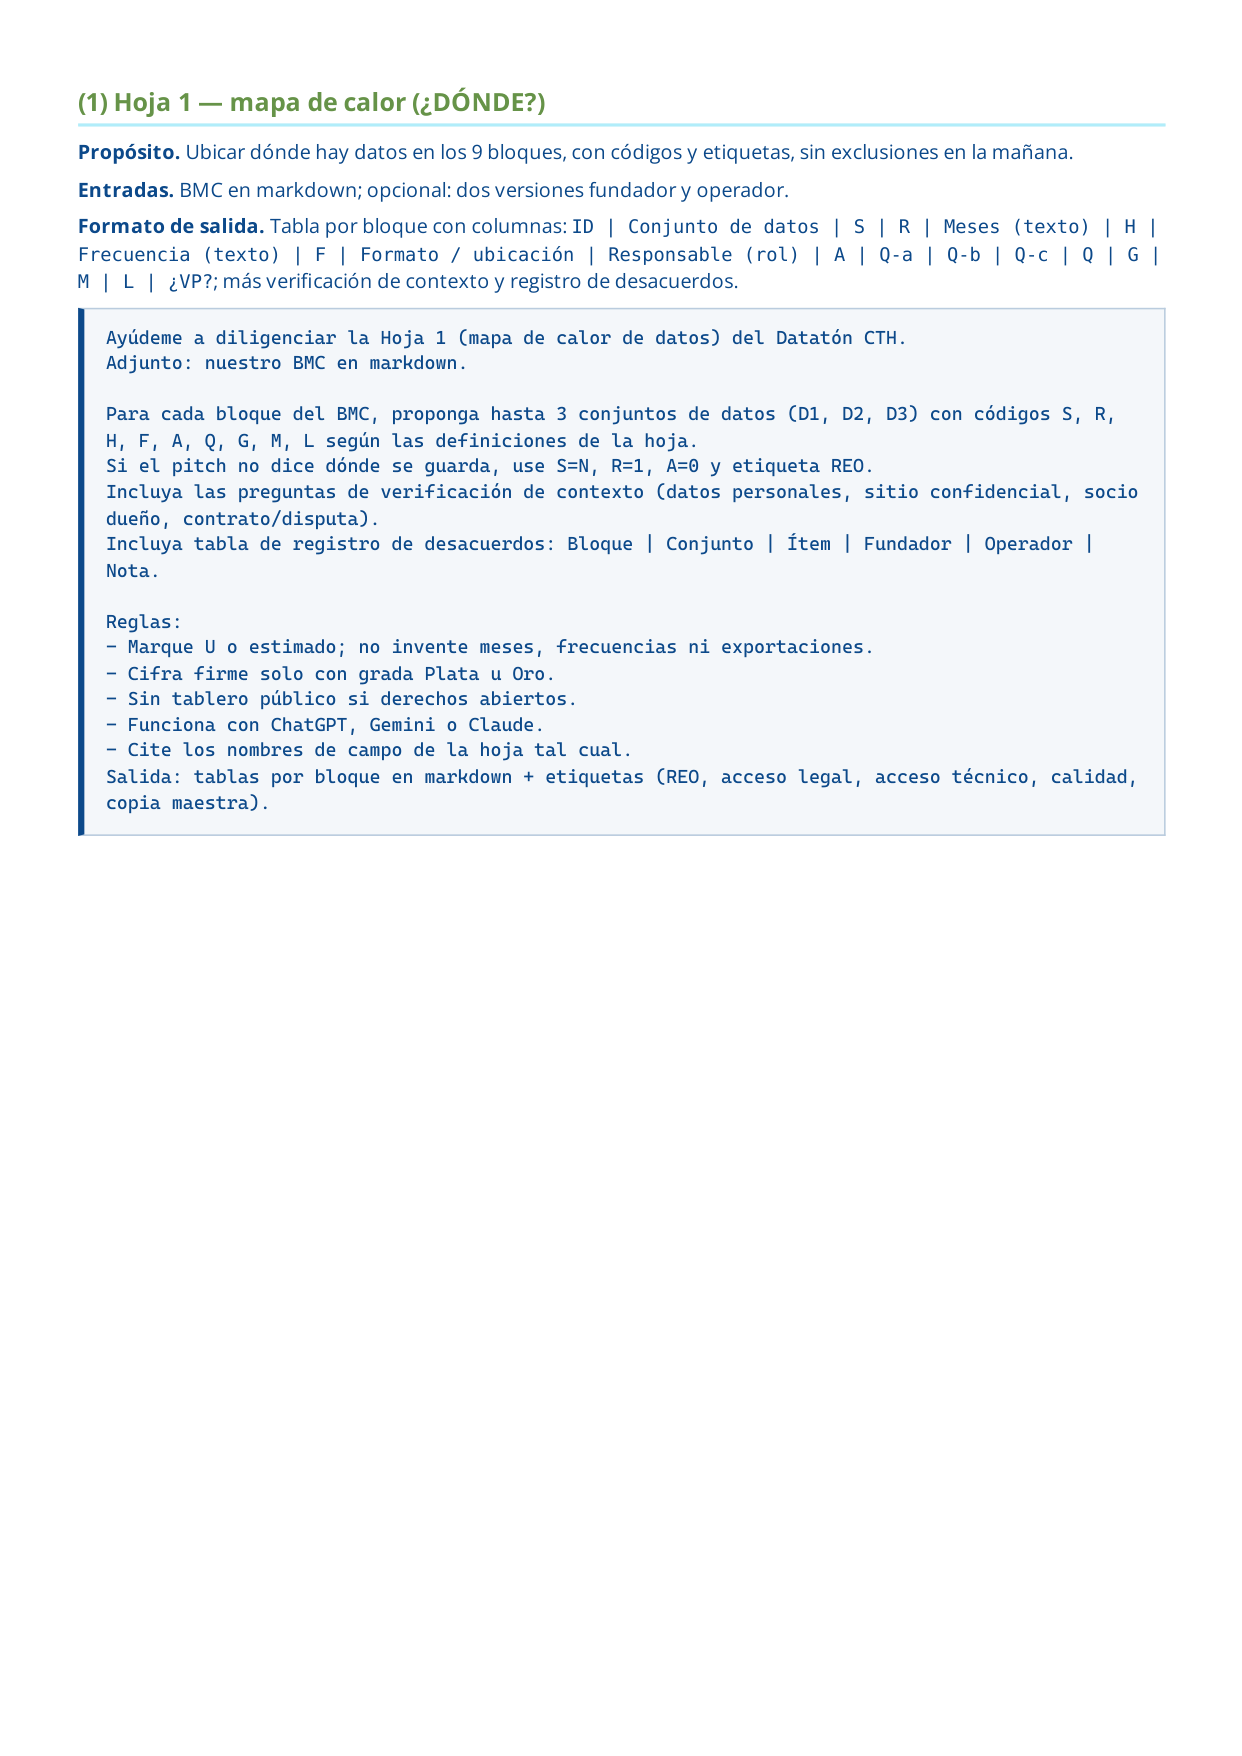 (1) Hoja 1 — mapa de calor (¿DÓNDE?)
Propósito. Ubicar dónde hay datos en los 9 bloques, con códigos y etiquetas, sin exclusiones en la mañana.
Entradas. BMC en markdown; opcional: dos versiones fundador y operador.
Formato de salida. Tabla por bloque con columnas: ID | Conjunto de datos | S | R | Meses (texto) | H |
Frecuencia (texto) | F | Formato / ubicación | Responsable (rol) | A | Q-a | Q-b | Q-c | Q | G |
M | L | ¿VP?; más verificación de contexto y registro de desacuerdos.
Ayúdeme a diligenciar la Hoja 1 (mapa de calor de datos) del Datatón CTH.
Adjunto: nuestro BMC en markdown.
Para cada bloque del BMC, proponga hasta 3 conjuntos de datos (D1, D2, D3) con códigos S, R,
H, F, A, Q, G, M, L según las definiciones de la hoja.
Si el pitch no dice dónde se guarda, use S=N, R=1, A=0 y etiqueta REO.
Incluya las preguntas de verificación de contexto (datos personales, sitio confidencial, socio
dueño, contrato/disputa).
Incluya tabla de registro de desacuerdos: Bloque | Conjunto | Ítem | Fundador | Operador |
Nota.
Reglas:
– Marque U o estimado; no invente meses, frecuencias ni exportaciones.
– Cifra firme solo con grada Plata u Oro.
– Sin tablero público si derechos abiertos.
– Funciona con ChatGPT, Gemini o Claude.
– Cite los nombres de campo de la hoja tal cual.
Salida: tablas por bloque en markdown + etiquetas (REO, acceso legal, acceso técnico, calidad,
copia maestra).